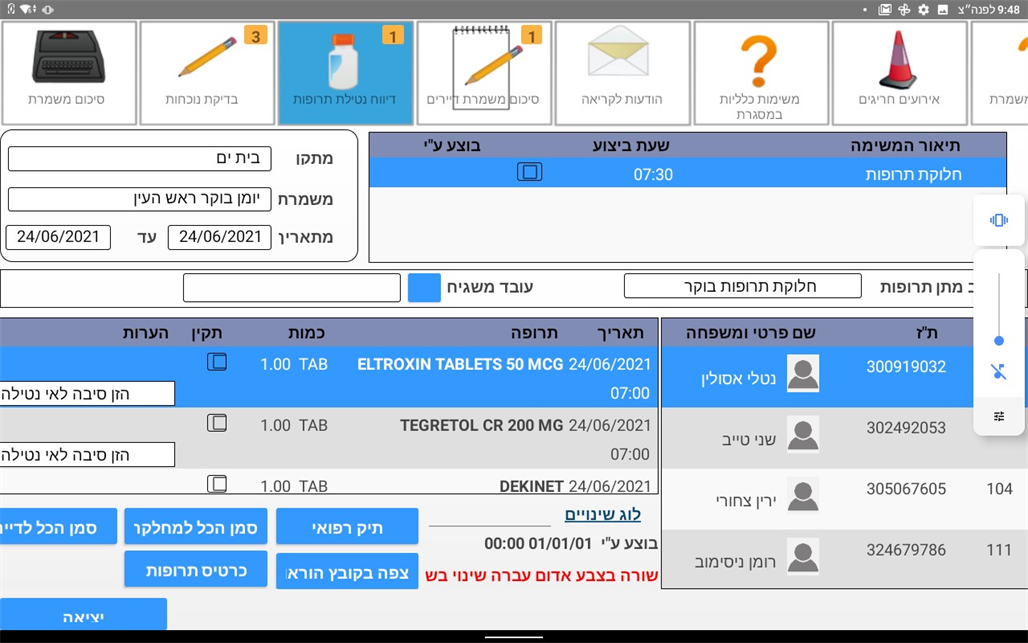 9:48 לפנה״צ
סיכום משמרת
3
בדיקת נוכחות
1
דיווח נטילת תרופות
1
סיכום משמרת דיירים
הודעות לקריאה
משימות כלליות
במסגרת
אירועים חריגים
משמרת
מתקן
בית ים
משמרת
יומן בוקר ראש העין
מתאריך
24/06/2021
עד
24/06/2021
תיאור המשימה
שעת ביצוע
בוצע ע"י
חלוקת תרופות
07:30
ב מתן תרופות
חלוקת תרופות בוקר
עובד משגיח
ת"ז
שם פרטי ומשפחה
300919032
נטלי אסולין
302492053
שני טייב
104
305067605
ירין צחורי
111
324679786
רומן ניסימוב
תאריך
תרופה
כמות
תקין
הערות
24/06/2021
07:00
ELTROXIN TABLETS 50 MCG
1.00 TAB
הזן סיבה לאי נטילה
24/06/2021
07:00
TEGRETOL CR 200 MG
1.00 TAB
הזן סיבה לאי נטילה
24/06/2021
DEKINET
1.00 TAB
לוג שינויים
בוצע ע"י 01/01/01 00:00
שורה בצבע אדום עברה שינוי בש
תיק רפואי
סמן הכל למחלקר
סמן הכל לדיי
צפה בקובץ הורא
כרטיס תרופות
יציאה